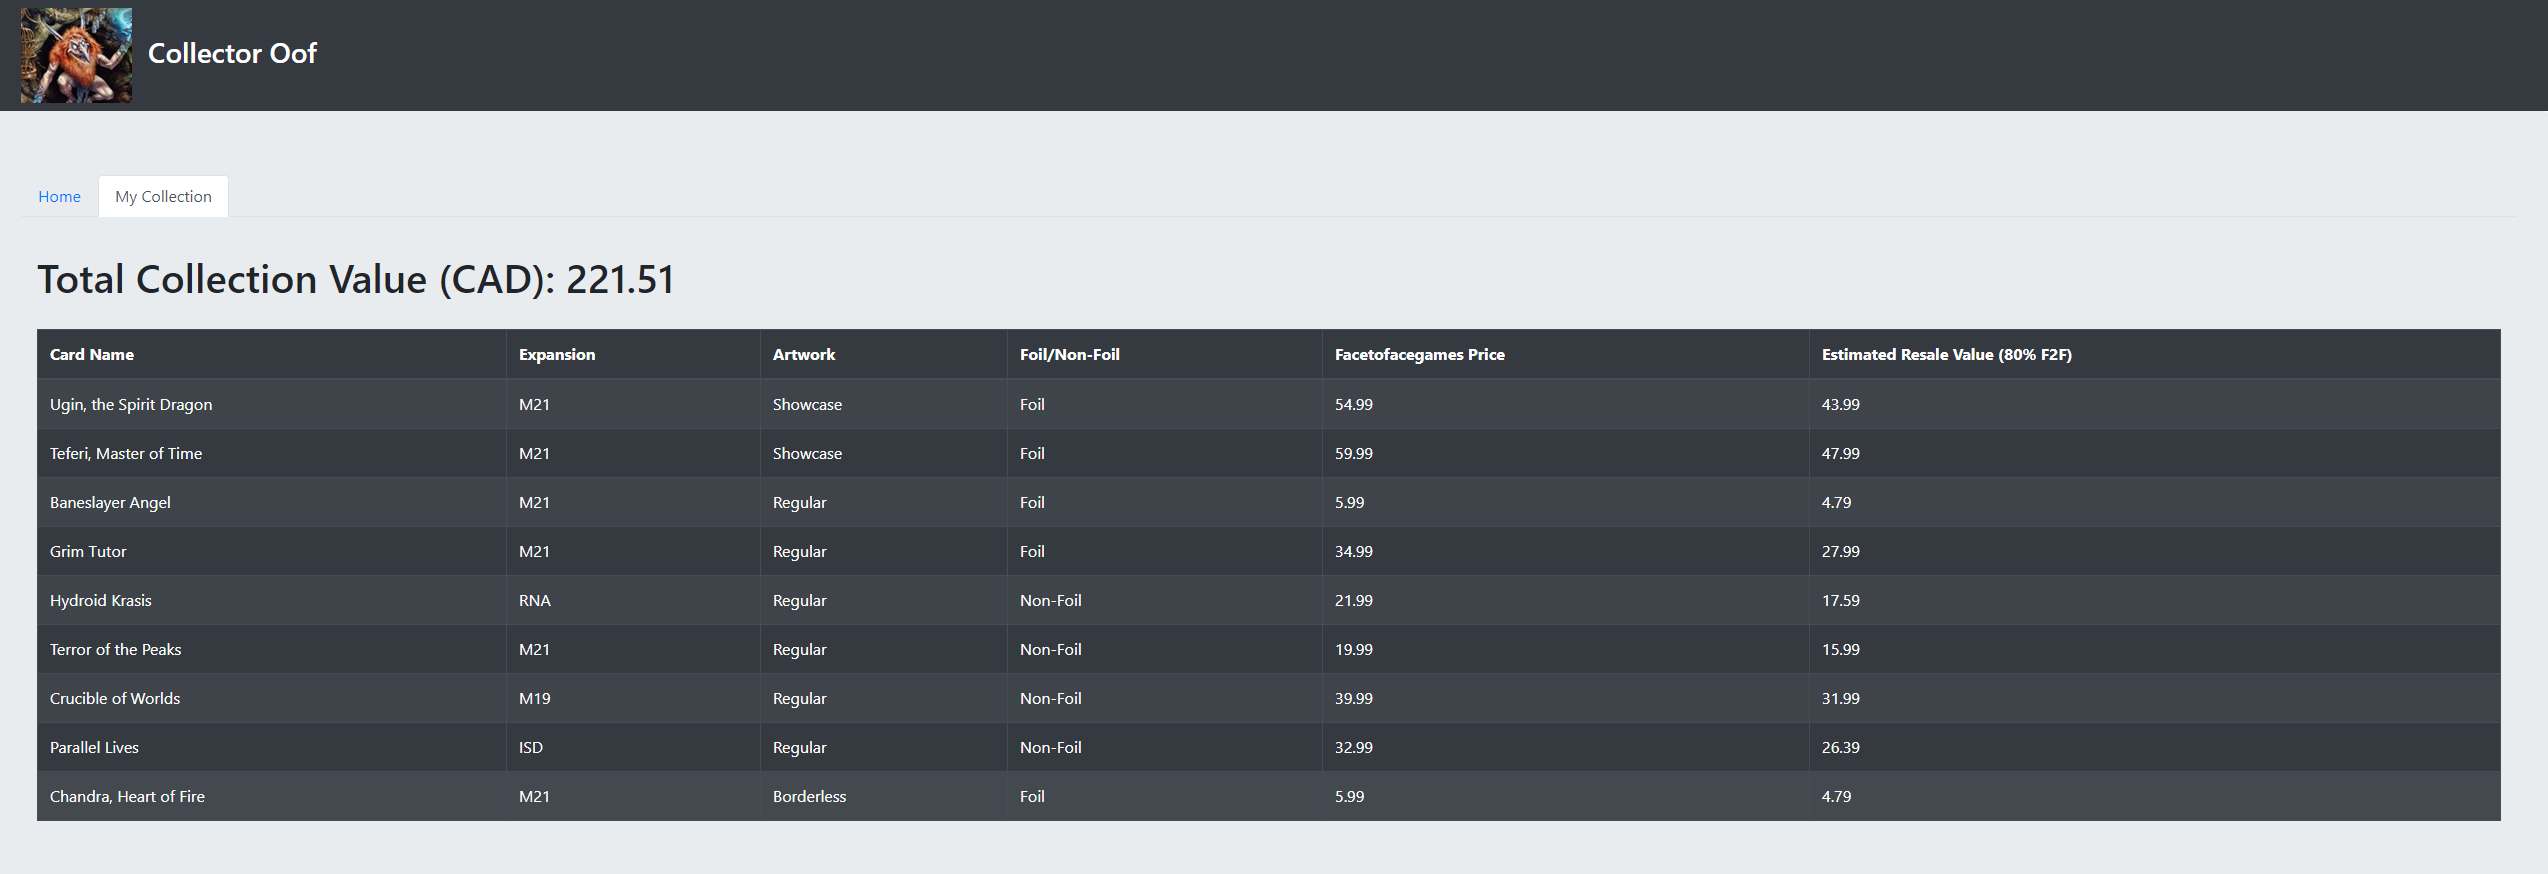 Collector Oof
Home My Collection
Total Collection Value (CAD): 221.51
Card Name Expansion Artwork Foil/Non-Foil Facetofacegames Price Estimated Resale Value (80% F2F)
Ugin, the Spirit Dragon M21 Showcase Foil 54.99 43.99
Teferi, Master of Time M21 Showcase Foil 59.99 47.99
Baneslayer Angel M21 Regular Foil 5.99 4.79
Grim Tutor M21 Regular Foil 34.99 27.99
Hydroid Krasis RNA Regular Non-Foil 21.99 17.59
Terror of the Peaks M21 Regular Non-Foil 19.99 15.99
Crucible of Worlds M19 Regular Non-Foil 39.99 31.99
Parallel Lives ISD Regular Non-Foil 32.99 26.39
Chandra, Heart of Fire M21 Borderless Foil 5.99 4.79